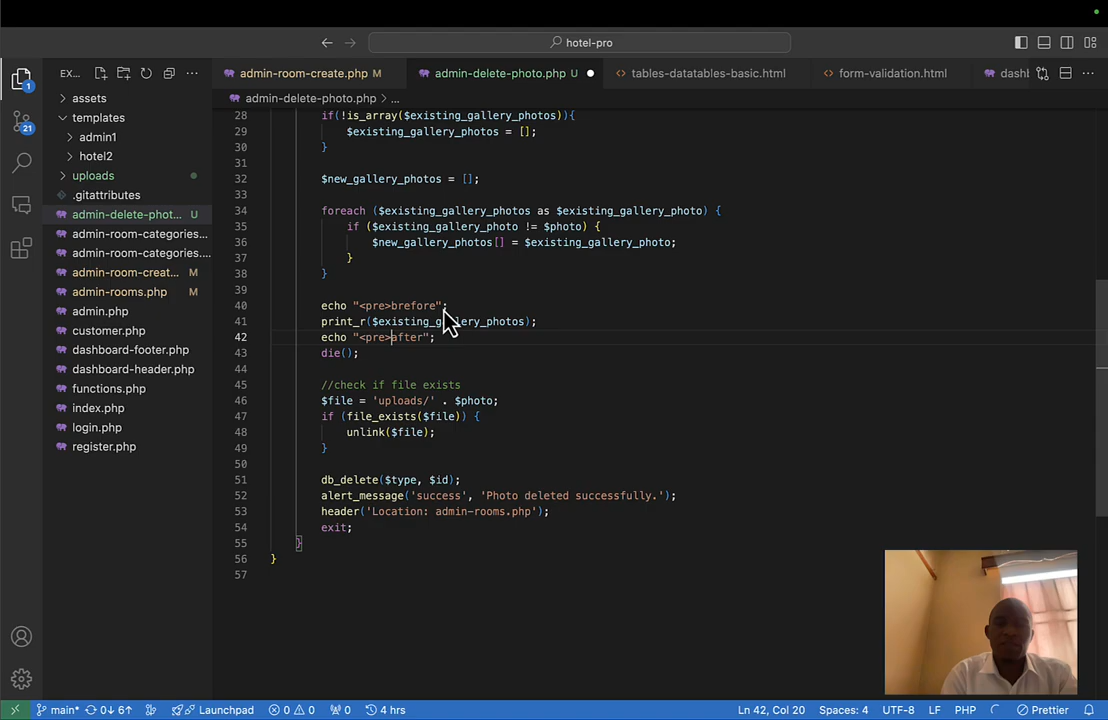 hotel-pro
EX...
admin-room-create.php M
admin-delete-photo.php U
tables-datatables-basic.html
form-validation.html
dashb
admin-delete-photo.php > ...
1
21
assets
templates
admin1
hotel2
uploads
.gitattributes
admin-delete-phot... U
admin-room-categories...
admin-room-categories....
admin-room-creat... M
admin-rooms.php M
admin.php
customer.php
dashboard-footer.php
dashboard-header.php
functions.php
index.php
login.php
register.php
28 if(!is_array($existing_gallery_photos)){
29 $existing_gallery_photos = [];
30 }
31
32 $new_gallery_photos = [];
33
34 foreach ($existing_gallery_photos as $existing_gallery_photo) {
35 if ($existing_gallery_photo != $photo) {
36 $new_gallery_photos[] = $existing_gallery_photo;
37 }
38 }
39
40 echo "<pre>brefore";
41 print_r($existing_gallery_photos);
42 echo "<pre>after";
43 die();
44
45 //check if file exists
46 $file = 'uploads/' . $photo;
47 if (file_exists($file)) {
48 unlink($file);
49 }
50
51 db_delete($type, $id);
52 alert_message('success', 'Photo deleted successfully.');
53 header('Location: admin-rooms.php');
54 exit;
55 }
56 }
57
main* 0↓ 6↑ Launchpad 0 0 0 4 hrs Ln 42, Col 20 Spaces: 4 UTF-8 LF PHP Prettier